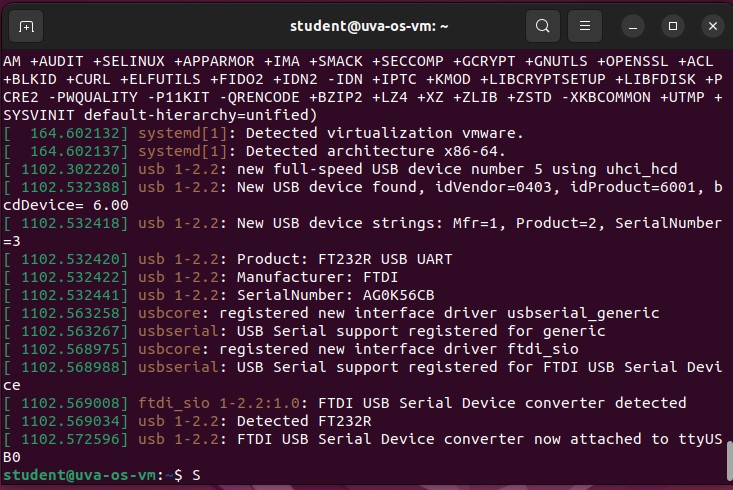 student@uva-os-vm: ~
AM +AUDIT +SELINUX +APPARMOR +IMA +SMACK +SECCOMP +GCRYPT +GNUTLS +OPENSSL +ACL
+BLKID +CURL +ELFUTILS +FIDO2 +IDN2 -IDN +IPTC +KMOD +LIBCRYPTSETUP +LIBFDISK +P
CRE2 -PWQUALITY -P11KIT -QRENCODE +BZIP2 +LZ4 +XZ +ZLIB +ZSTD -XKBCOMMON +UTMP +
SYSVINIT default-hierarchy=unified)
[  164.602132] systemd[1]: Detected virtualization vmware.
[  164.602137] systemd[1]: Detected architecture x86-64.
[ 1102.302220] usb 1-2.2: new full-speed USB device number 5 using uhci_hcd
[ 1102.532388] usb 1-2.2: New USB device found, idVendor=0403, idProduct=6001, b
cdDevice= 6.00
[ 1102.532418] usb 1-2.2: New USB device strings: Mfr=1, Product=2, SerialNumber
=3
[ 1102.532420] usb 1-2.2: Product: FT232R USB UART
[ 1102.532422] usb 1-2.2: Manufacturer: FTDI
[ 1102.532441] usb 1-2.2: SerialNumber: AG0K56CB
[ 1102.563258] usbcore: registered new interface driver usbserial_generic
[ 1102.563267] usbserial: USB Serial support registered for generic
[ 1102.568975] usbcore: registered new interface driver ftdi_sio
[ 1102.568988] usbserial: USB Serial support registered for FTDI USB Serial Devi
ce
[ 1102.569008] ftdi_sio 1-2.2:1.0: FTDI USB Serial Device converter detected
[ 1102.569034] usb 1-2.2: Detected FT232R
[ 1102.572596] usb 1-2.2: FTDI USB Serial Device converter now attached to ttyUS
B0
student@uva-os-vm:~$ S